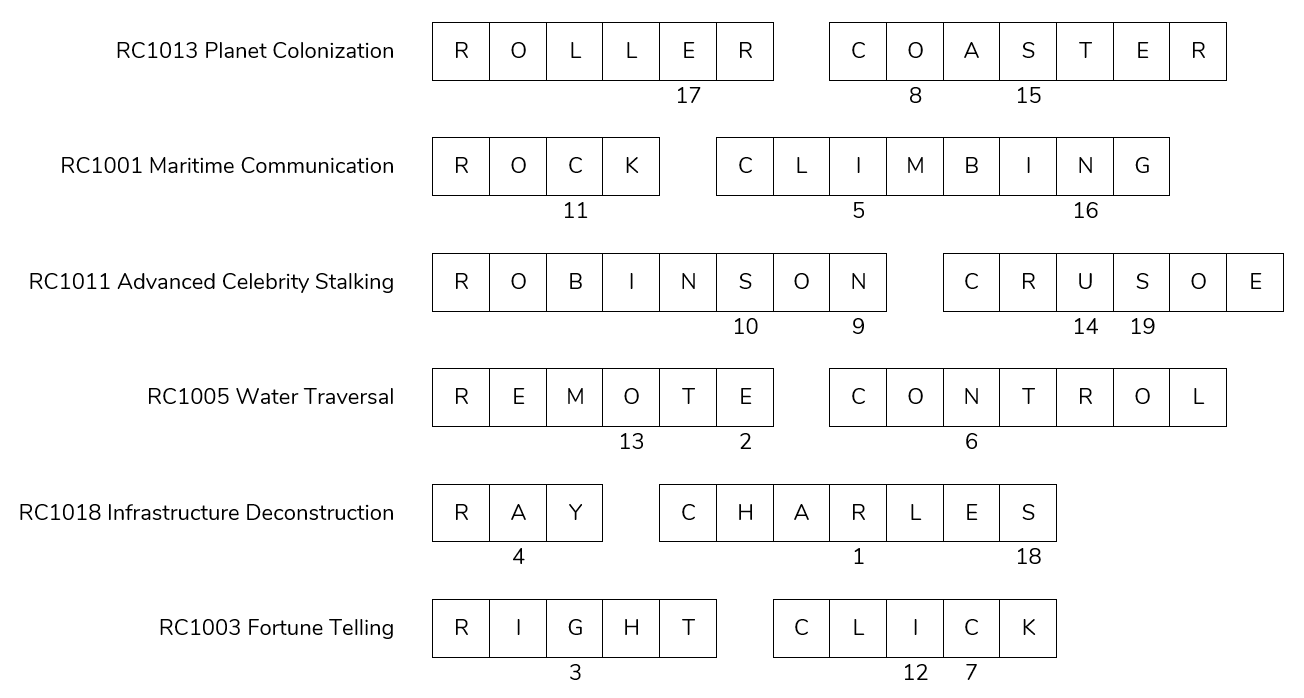 RC1013 Planet Colonization R O L L E R C O A S T E R
17 8 15
RC1001 Maritime Communication R O C K C L I M B I N G
11 5 16
RC1011 Advanced Celebrity Stalking R O B I N S O N C R U S O E
10 9 14 19
RC1005 Water Traversal R E M O T E C O N T R O L
13 2 6
RC1018 Infrastructure Deconstruction R A Y C H A R L E S
4 1 18
RC1003 Fortune Telling R I G H T C L I C K
3 12 7